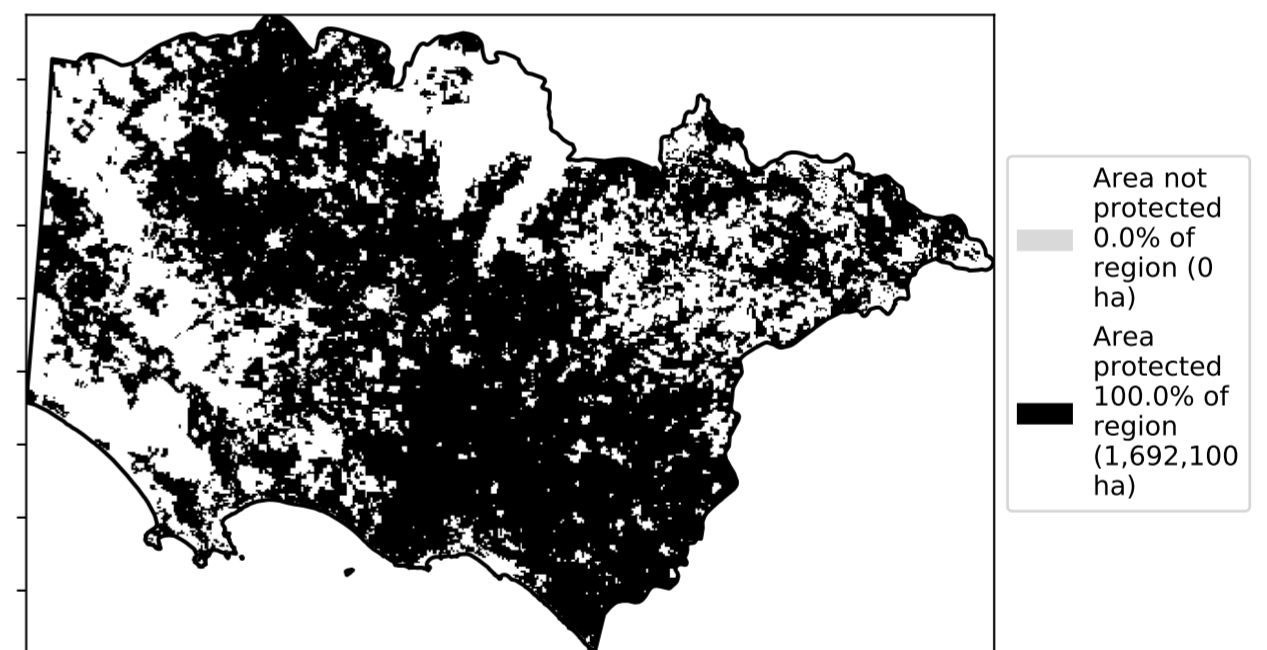 Area not
protected
0.0% of
region (0
ha)
Area
protected
100.0% of
region
(1,692,100
ha)